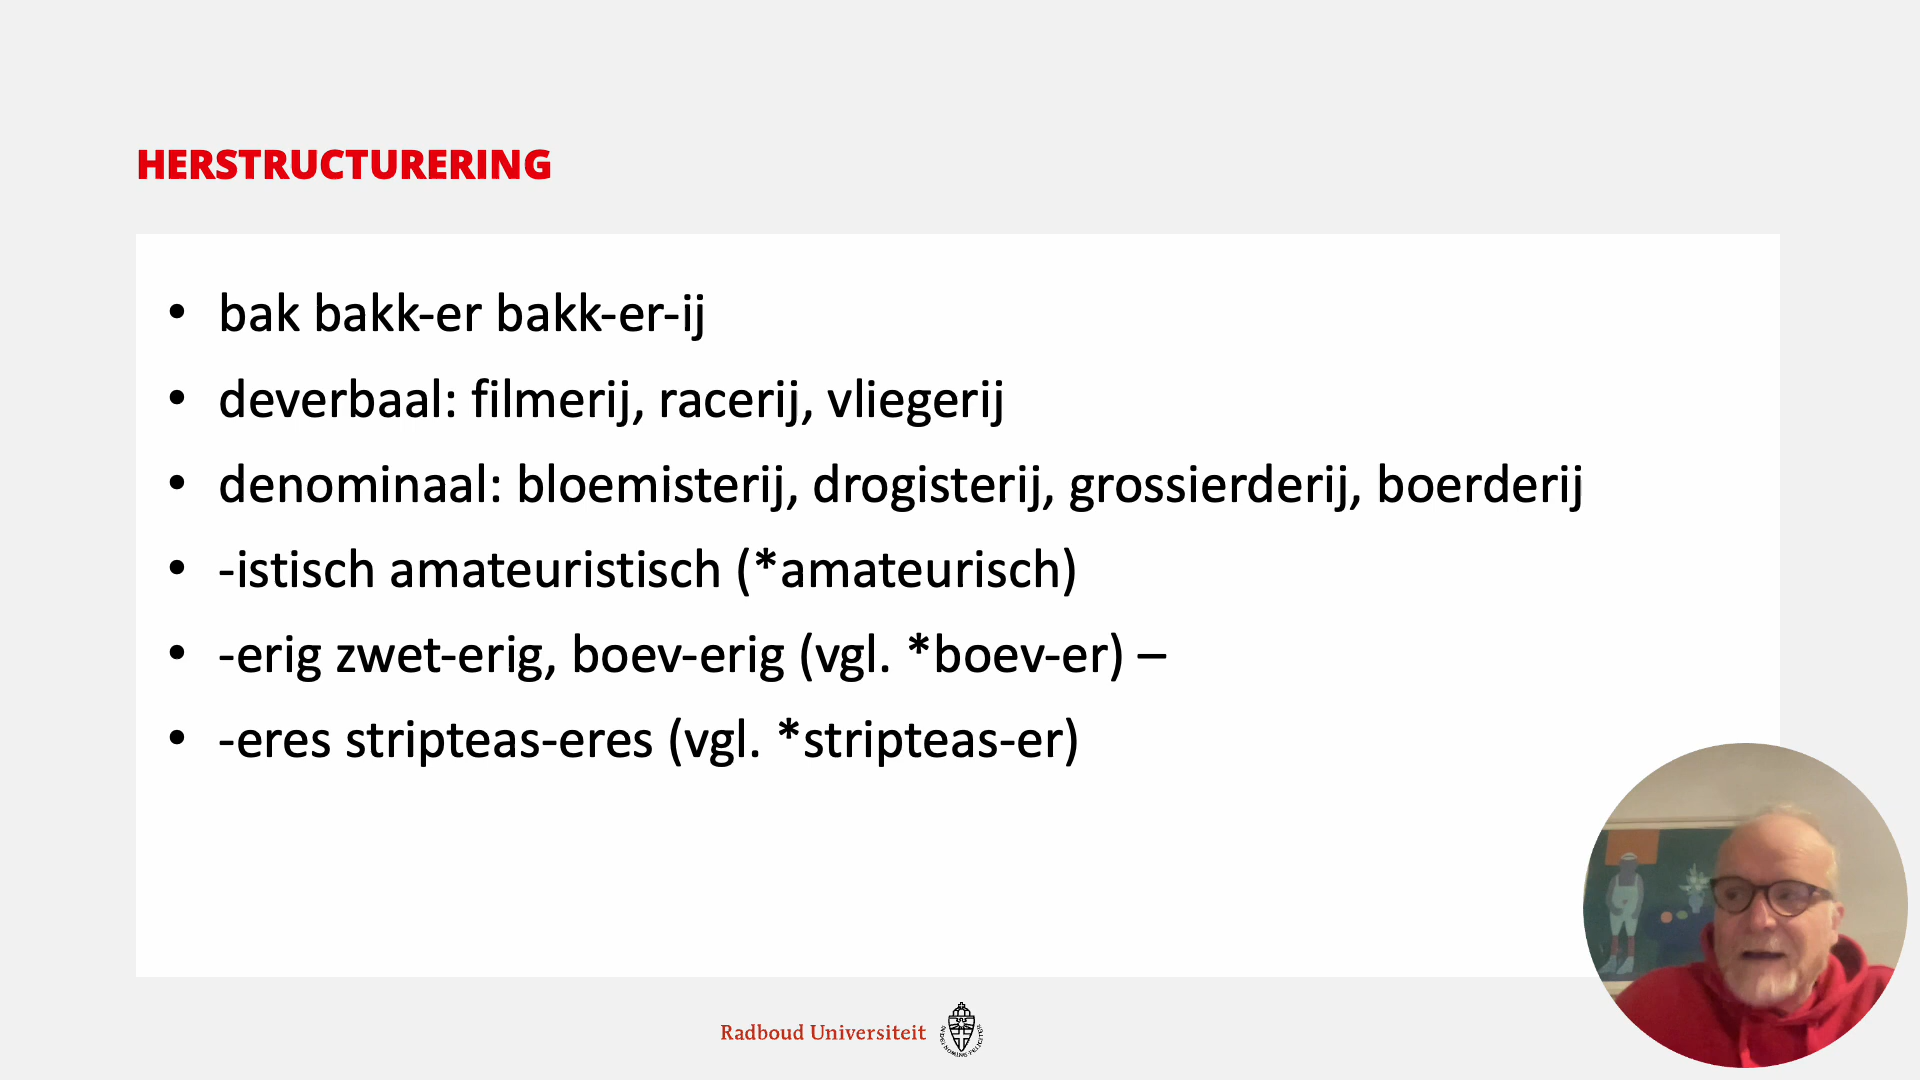 HERSTRUCTURERING
• bak bakk-er bakk-er-ij
• deverbaal: filmerij, racerij, vliegerij
• denominaal: bloemisterij, drogisterij, grossierderij, boerderij
• -istisch amateuristisch (*amateurisch)
• -erig zwet-erig, boev-erig (vgl. *boev-er) –
• -eres stripteas-eres (vgl. *stripteas-er)
Radboud Universiteit